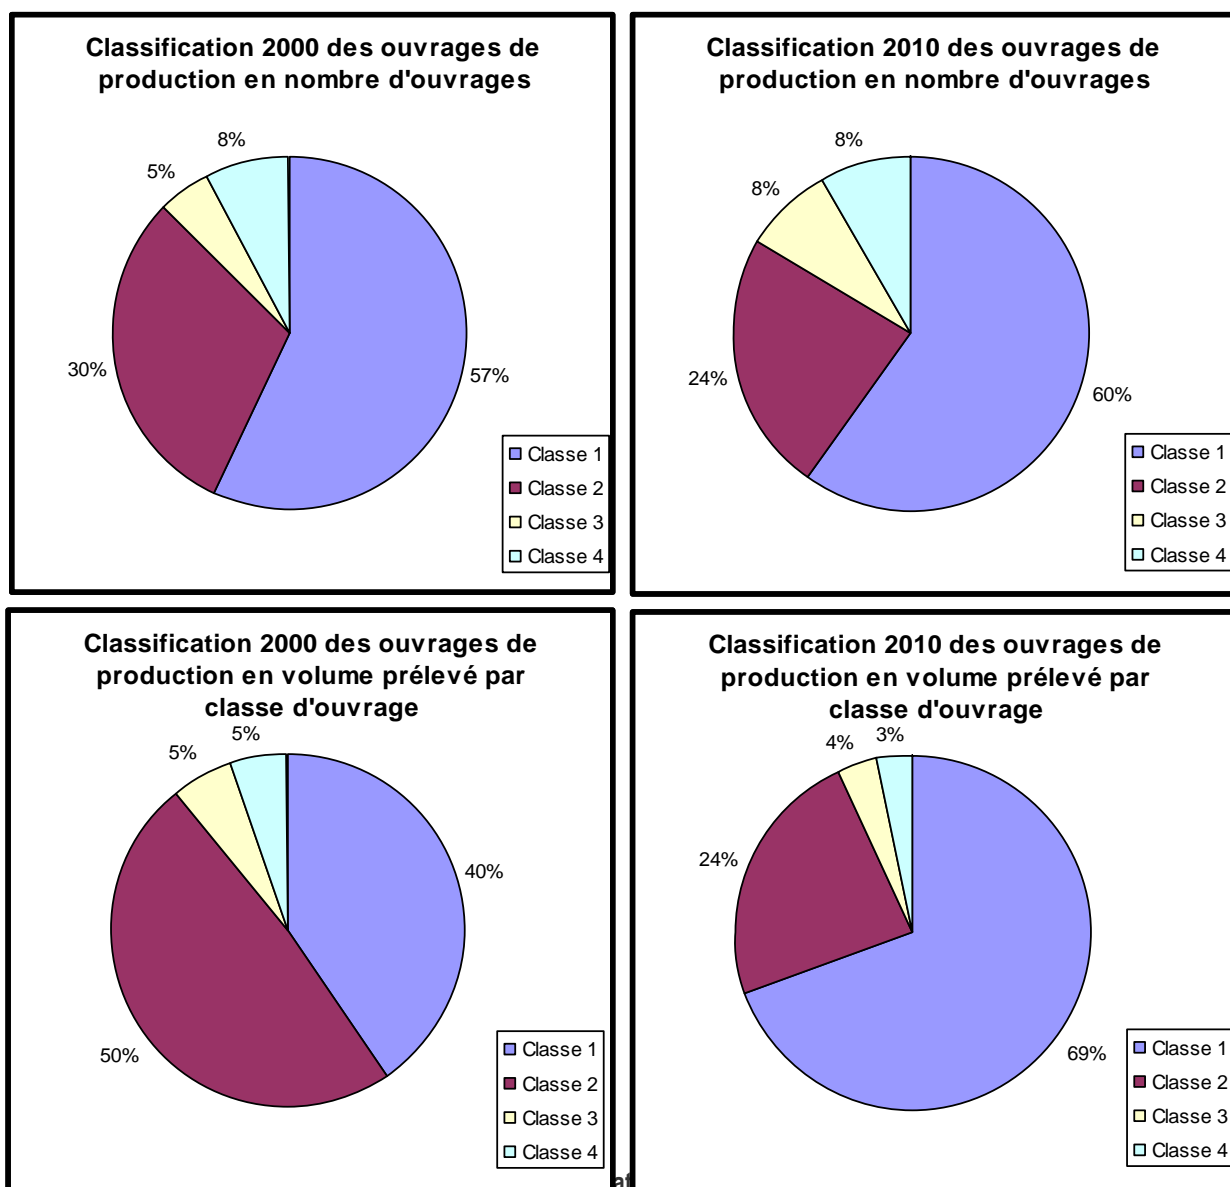 Classification 2000 des ouvrages de
production en nombre d'ouvrages
8%
5%
30%
57%
Classe 1
Classe 2
Classe 3
Classe 4
Classification 2010 des ouvrages de
production en nombre d'ouvrages
8%
8%
24%
60%
Classe 1
Classe 2
Classe 3
Classe 4
Classification 2000 des ouvrages de
production en volume prélevé par
classe d'ouvrage
5%
5%
40%
50%
Classe 1
Classe 2
Classe 3
Classe 4
Classification 2010 des ouvrages de
production en volume prélevé par
classe d'ouvrage
3%
4%
24%
69%
Classe 1
Classe 2
Classe 3
Classe 4